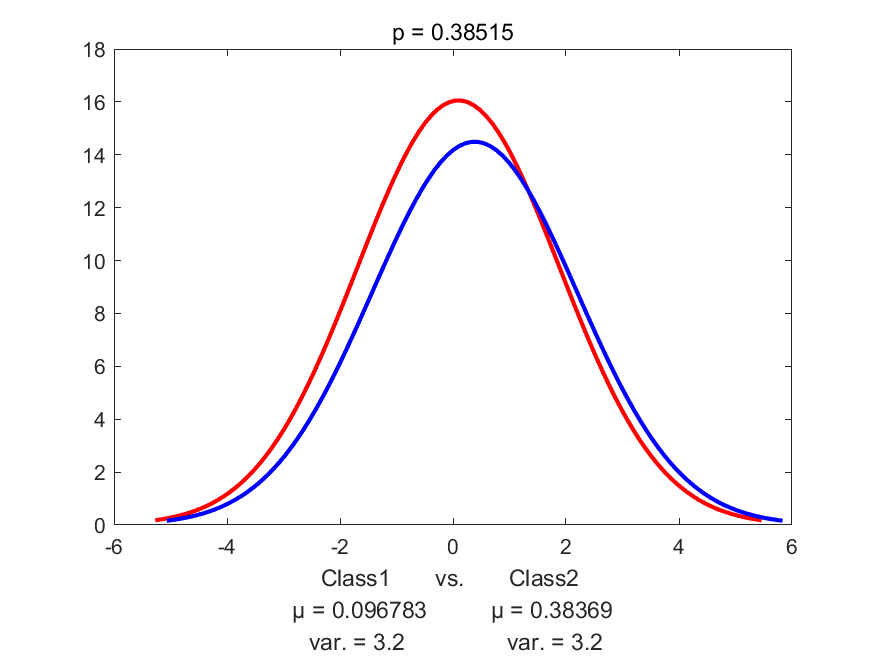 p = 0.38515
18
16
14
12
10
8
6
4
2
0
-6 -4 -2 0 2 4 6
Class1 vs. Class2
μ = 0.096783 μ = 0.38369
var. = 3.2 var. = 3.2